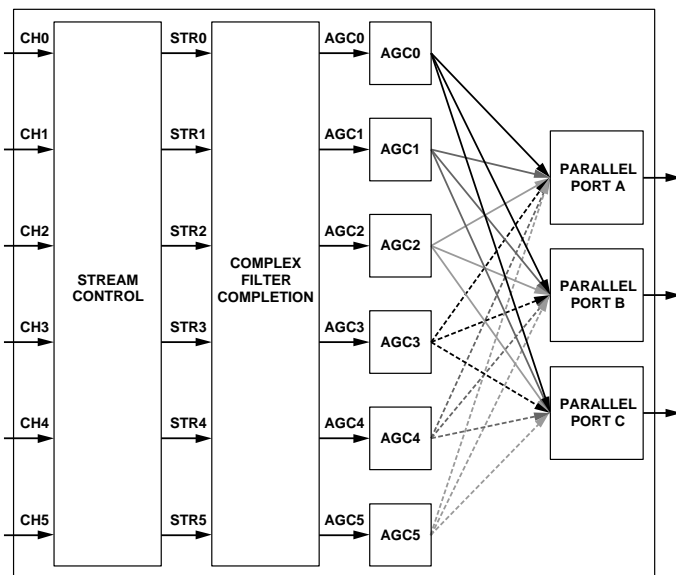 CH0
STR0
AGC0
AGC0
CH1
STR1
AGC1
AGC1
PARALLEL
PORT A
CH2
STR2
AGC2
AGC2
STREAM
CONTROL
COMPLEX
FILTER
COMPLETION
PARALLEL
PORT B
CH3
STR3
AGC3
AGC3
PARALLEL
PORT C
CH4
STR4
AGC4
AGC4
CH5
STR5
AGC5
AGC5